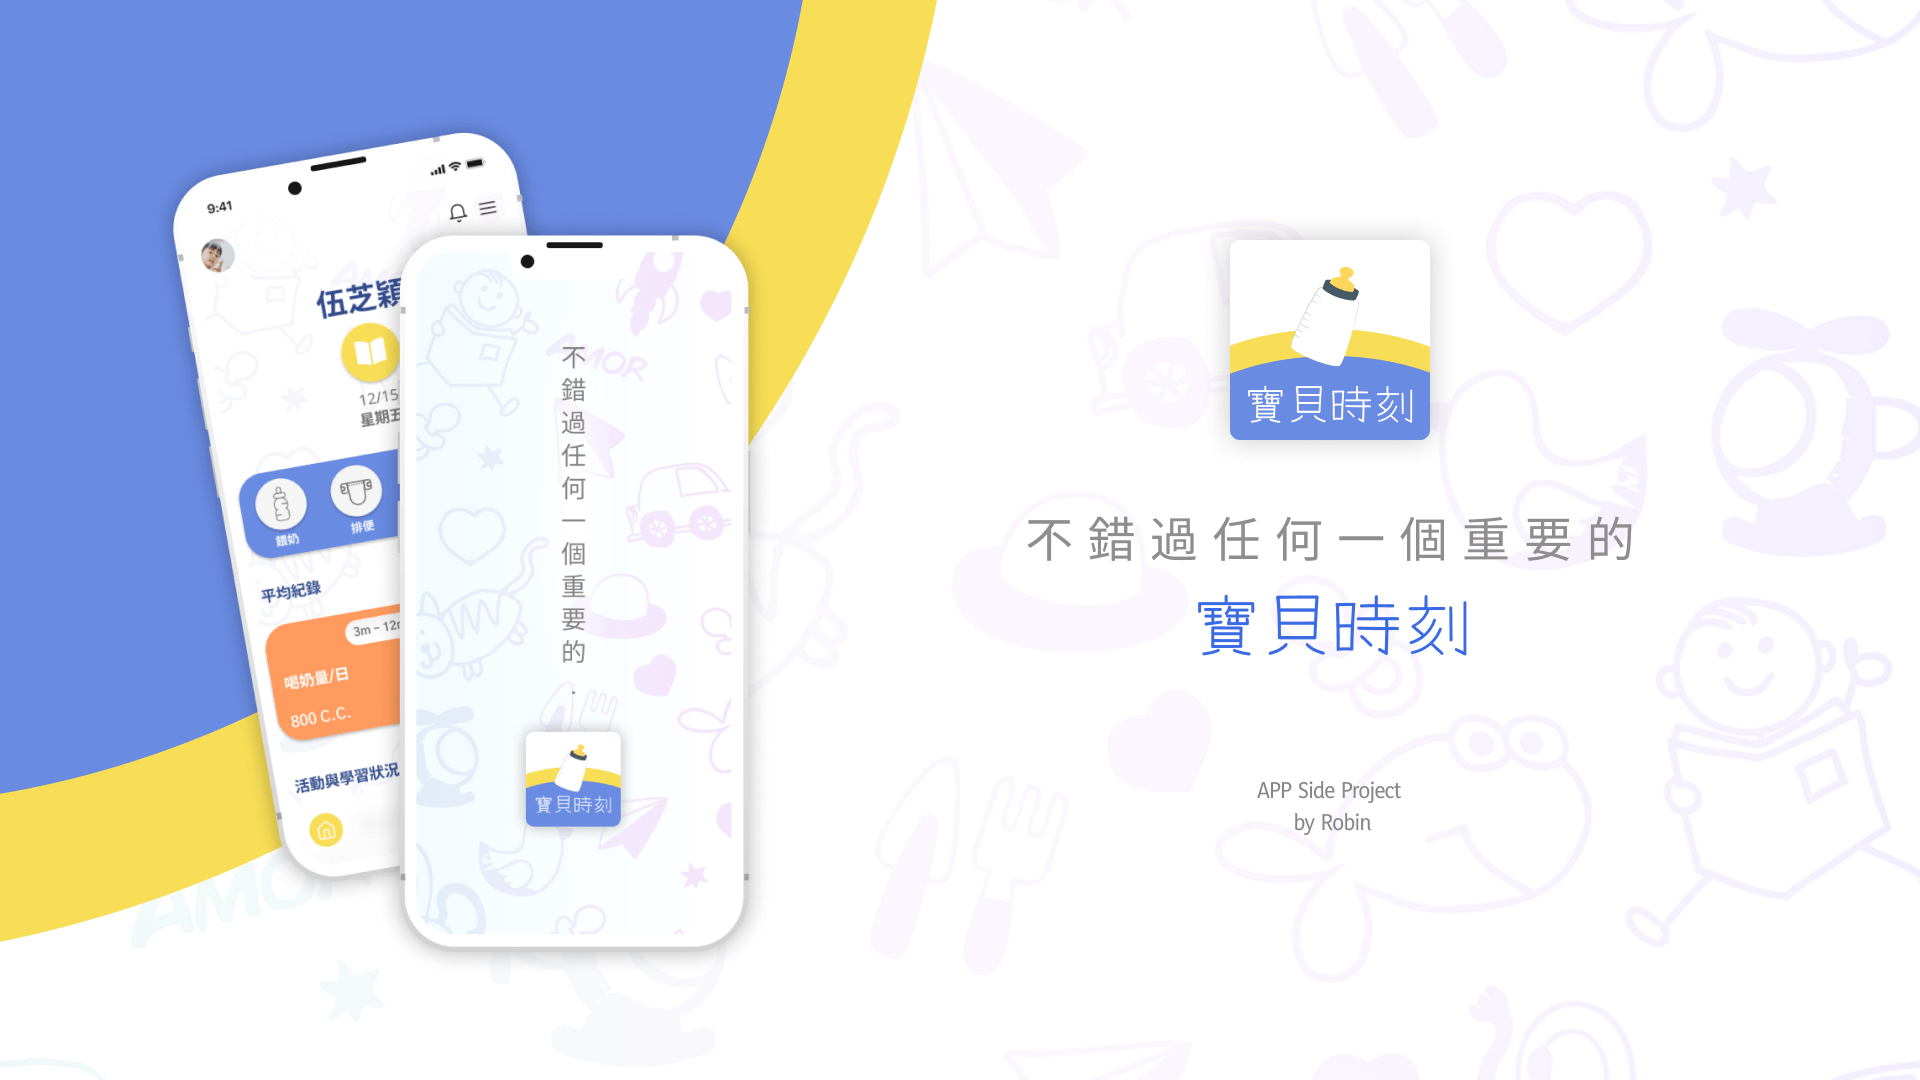 9:41
伍芝穎
12/15
星期五
餵奶
排便
平均紀錄
3m – 12m
喝奶量/日
800 C.C.
活動與學習狀況
AMOR
不錯過任何一個重要的.
寶貝時刻
AMOR
寶貝時刻
不錯過任何一個重要的
寶貝時刻
APP Side Project
by Robin